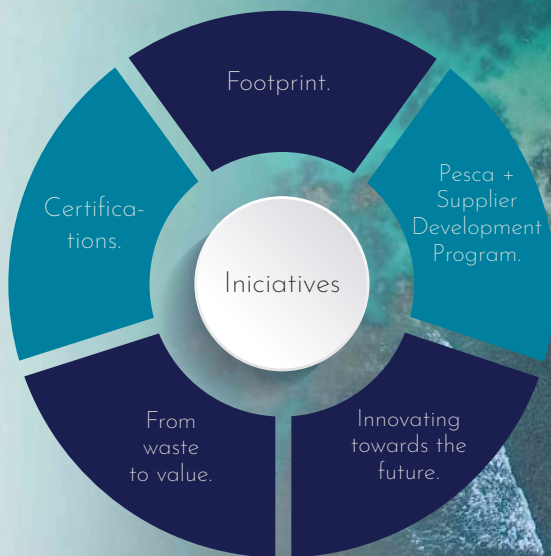 Footprint.
Pesca +
Supplier
Development
Program.
Innovating
towards the
future.
From
waste
to value.
Certifica-
tions.
Iniciatives